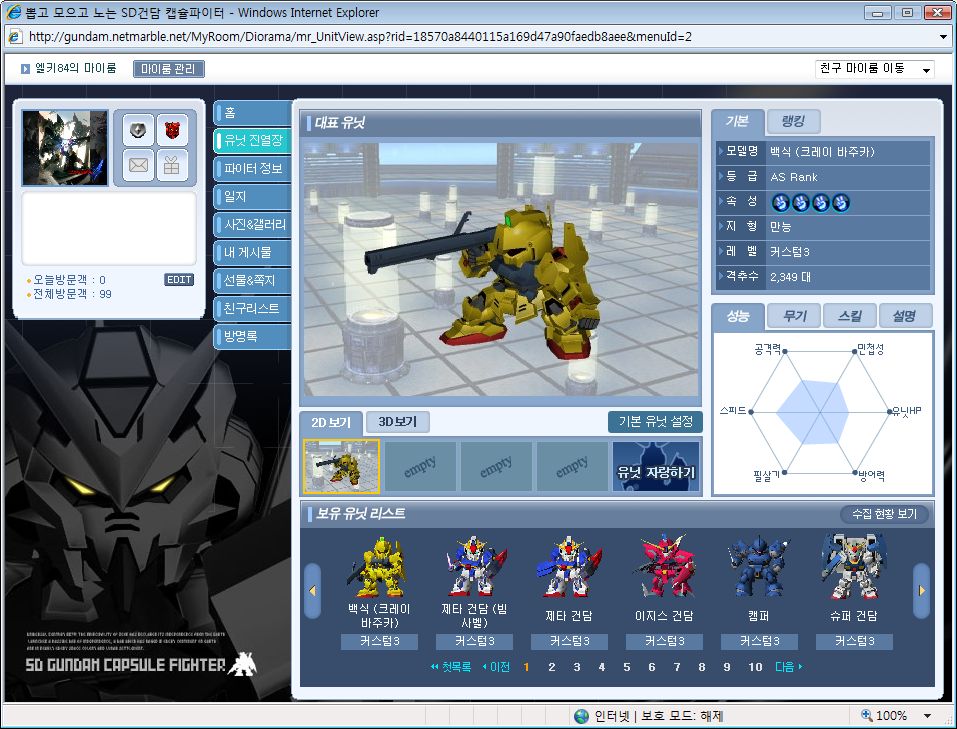 뽑고 모으고 노는 SD건담 캡슐파이터 - Windows Internet Explorer
http://gundam.netmarble.net/MyRoom/Diorama/mr_UnitView.asp?rid=18570a8440115a169d47a90faedb8aee&menuId=2
엘키84의 마이룸 마이룸 관리 친구 마이룸 이동
홈
유닛 진열장
파이터 정보
일지
사진&갤러리
내 게시물
선물&쪽지
친구리스트
방명록
오늘방문객 : 0 EDIT
전체방문객 : 99
대표 유닛
기본 랭킹
모델명 백식 (크레이 바주카)
등 급 AS Rank
속 성
지 형 만능
레 벨 커스텀3
격추수 2,349 대
성능 무기 스킬 설명
공격력 민첩성
스피드 유닛HP
필살기 방어력
2D보기 3D보기 기본 유닛 설정
empty empty empty 유닛 자랑하기
보유 유닛 리스트 수집 현황 보기
백식 (크레이 바주카) 제타 건담 (빔 사벨) 제타 건담 이지스 건담 캠퍼 슈퍼 건담
커스텀3 커스텀3 커스텀3 커스텀3 커스텀3 커스텀3
첫목록 이전 1 2 3 4 5 6 7 8 9 10 다음
SD GUNDAM CAPSULE FIGHTER
인터넷 | 보호 모드: 해제 100%